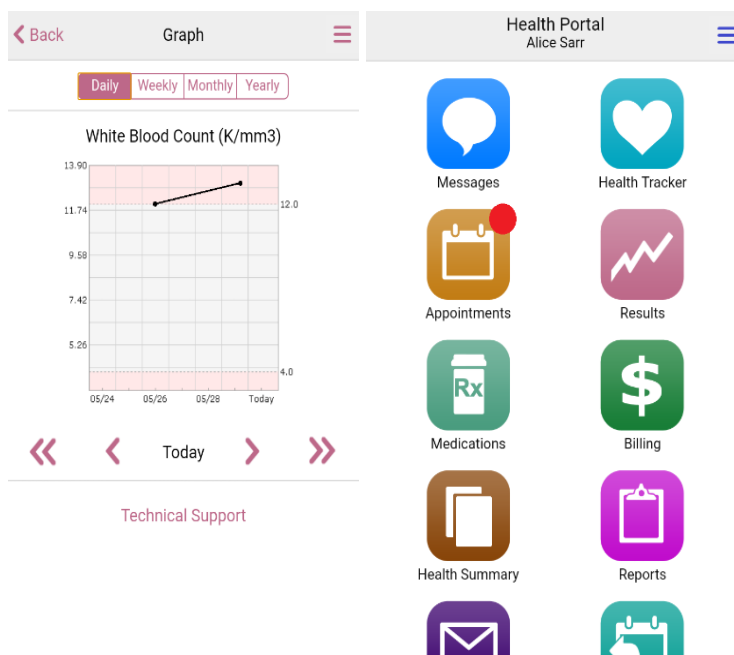 Back
Graph
Daily
Weekly
Monthly
Yearly
White Blood Count (K/mm3)
13.90
11.74
9.58
7.42
5.26
12.0
4.0
05/24
05/26
05/28
Today
Today
Technical Support
Health Portal
Alice Sarr
Messages
Health Tracker
Appointments
Results
Rx
$
Medications
Billing
Health Summary
Reports